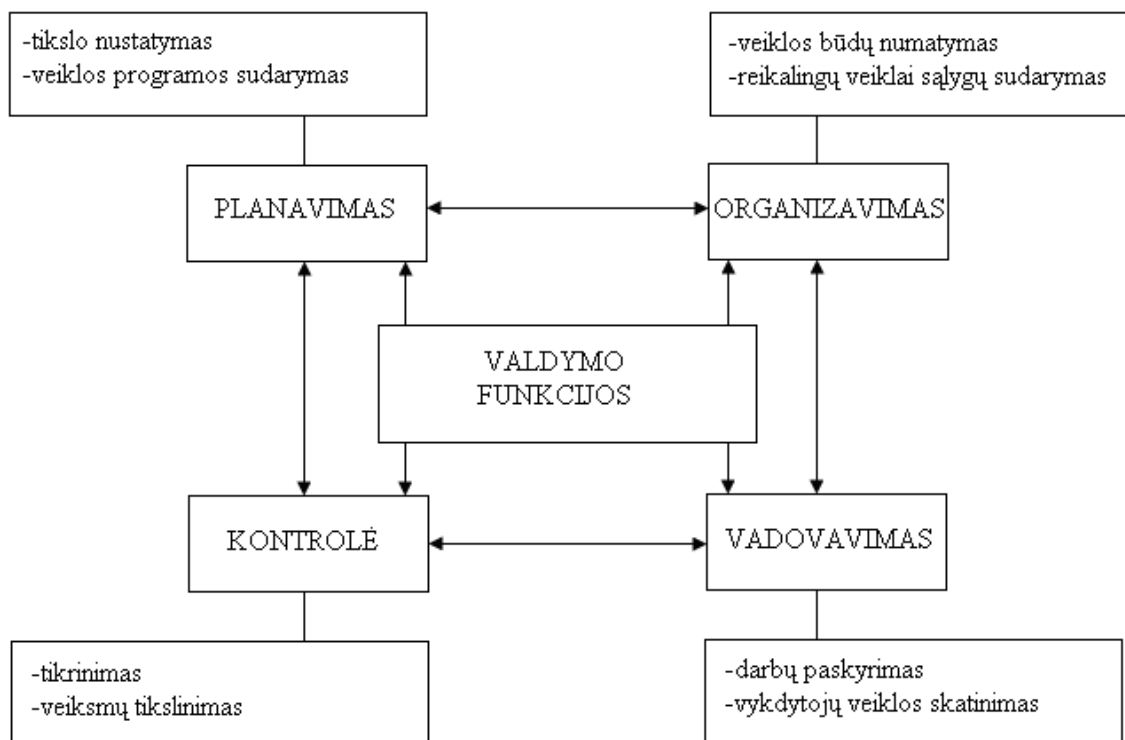 -tikslo nustatymas
-veiklos programos sudarymas
-veiklos būdų numatymas
-reikalingų veiklai sąlygų sudarymas
PLANAVIMAS
ORGANIZAVIMAS
VALDYMO
FUNKCIJOS
KONTROLĖ
VADOVAVIMAS
-tikrinimas
-veiksmų tikslinimas
-darbų paskyrimas
-vykdytojų veiklos skatinimas